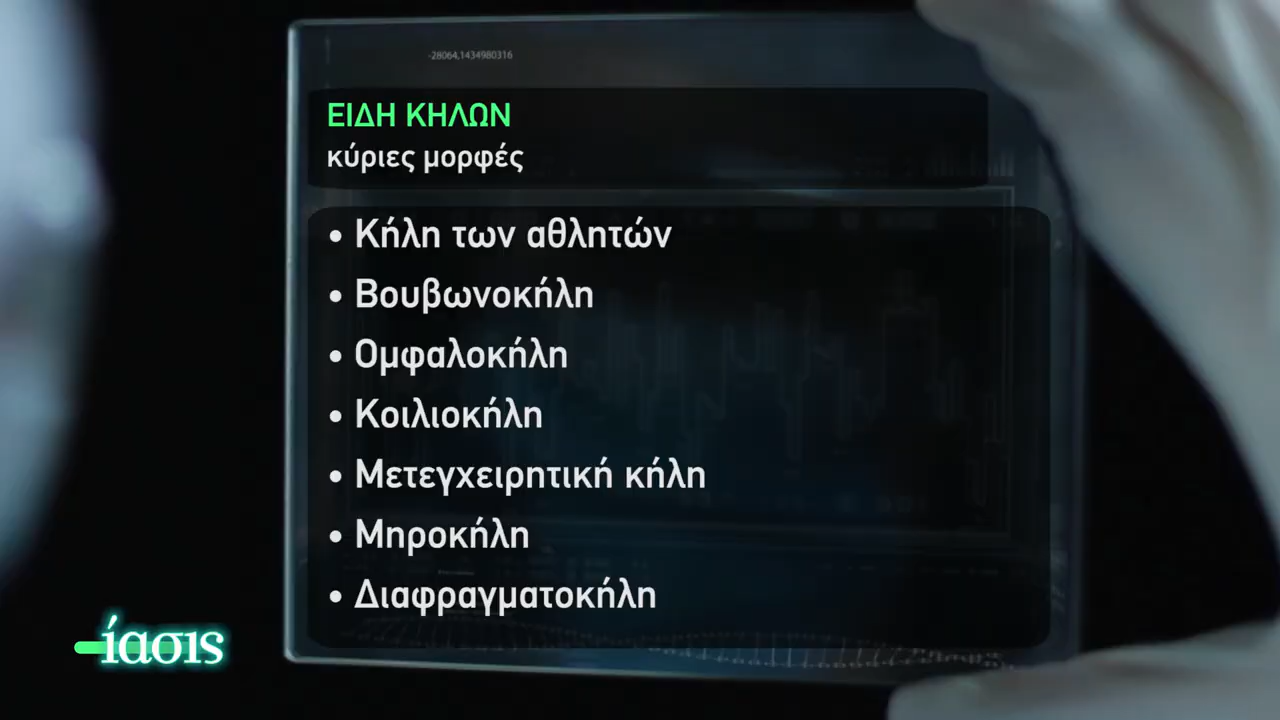 -28064,1434980316
ΕΙΔΗ ΚΗΛΩΝ
κύριες μορφές
• Κήλη των αθλητών
• Βουβωνοκήλη
• Ομφαλοκήλη
• Κοιλιοκήλη
• Μετεγχειρητική κήλη
• Μηροκήλη
• Διαφραγματοκήλη
ίασις